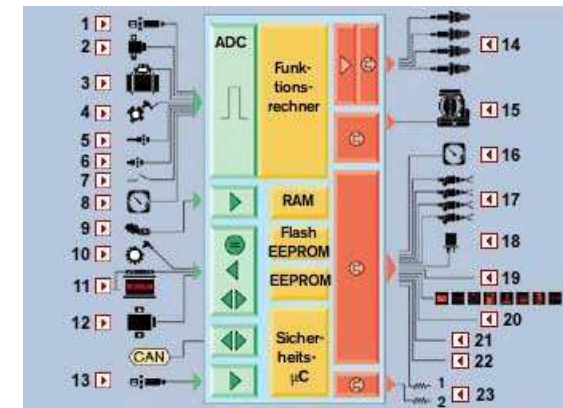 1
2
3
4
5
6
7
8
9
10
11
12
CAN
13
ADC
Funk-
tions-
rechner
RAM
Flash
EEPROM
EEPROM
Sicher-
heits-
µC
14
15
16
17
18
19
20
21
22
1
2
23